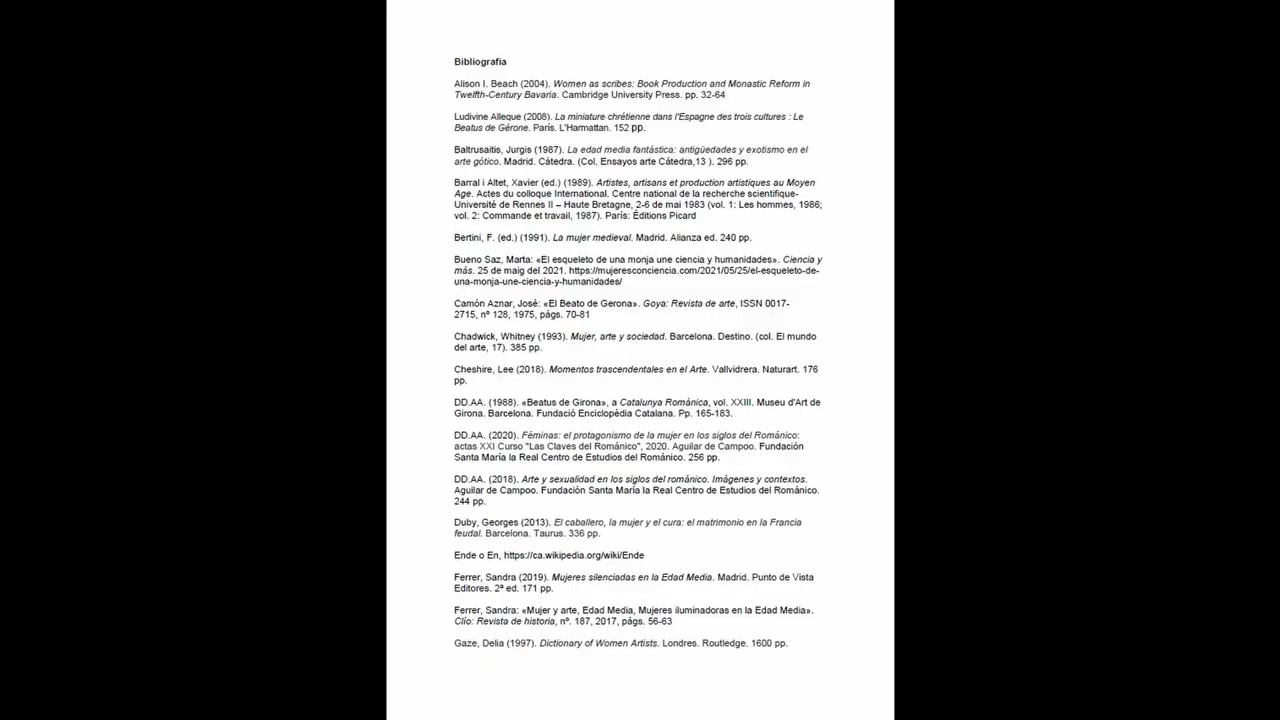 Bibliografia
Alison I. Beach (2004). Women as scribes: Book Production and Monastic Reform in
Twelfth-Century Bavaria. Cambridge University Press. pp. 32-64
Ludivine Alleque (2008). La miniature chrétienne dans l'Espagne des trois cultures : Le
Beatus de Gérone. París. L'Harmattan. 152 pp.
Baltrusaitis, Jurgis (1987). La edad media fantástica: antigüedades y exotismo en el
arte gótico. Madrid. Cátedra. (Col. Ensayos arte Cátedra,13 ). 296 pp.
Barral i Altet, Xavier (ed.) (1989). Artistes, artisans et production artistiques au Moyen
Age. Actes du colloque International. Centre national de la recherche scientifique-
Université de Rennes II – Haute Bretagne, 2-6 de mai 1983 (vol. 1: Les hommes, 1986;
vol. 2: Commande et travail, 1987). París: Éditions Picard
Bertini, F. (ed.) (1991). La mujer medieval. Madrid. Alianza ed. 240 pp.
Bueno Saz, Marta: «El esqueleto de una monja une ciencia y humanidades». Ciencia y
más. 25 de maig del 2021. https://mujeresconciencia.com/2021/05/25/el-esqueleto-de-
una-monja-une-ciencia-y-humanidades/
Camón Aznar, José: «El Beato de Gerona». Goya: Revista de arte, ISSN 0017-
2715, nº 128, 1975, págs. 70-81
Chadwick, Whitney (1993). Mujer, arte y sociedad. Barcelona. Destino. (col. El mundo
del arte, 17). 385 pp.
Cheshire, Lee (2018). Momentos trascendentales en el Arte. Vallvidrera. Naturart. 176
pp.
DD.AA. (1988). «Beatus de Girona», a Catalunya Romànica, vol. XXIII. Museu d'Art de
Girona. Barcelona. Fundació Enciclopèdia Catalana. Pp. 165-183.
DD.AA. (2020). Féminas: el protagonismo de la mujer en los siglos del Románico:
actas XXI Curso "Las Claves del Románico", 2020. Aguilar de Campoo. Fundación
Santa María la Real Centro de Estudios del Románico. 256 pp.
DD.AA. (2018). Arte y sexualidad en los siglos del románico. Imágenes y contextos.
Aguilar de Campoo. Fundación Santa María la Real Centro de Estudios del Románico.
244 pp.
Duby, Georges (2013). El caballero, la mujer y el cura: el matrimonio en la Francia
feudal. Barcelona. Taurus. 336 pp.
Ende o En, https://ca.wikipedia.org/wiki/Ende
Ferrer, Sandra (2019). Mujeres silenciadas en la Edad Media. Madrid. Punto de Vista
Editores. 2ª ed. 171 pp.
Ferrer, Sandra: «Mujer y arte, Edad Media, Mujeres iluminadoras en la Edad Media».
Clío: Revista de historia, nº. 187, 2017, págs. 56-63
Gaze, Delia (1997). Dictionary of Women Artists. Londres. Routledge. 1600 pp.